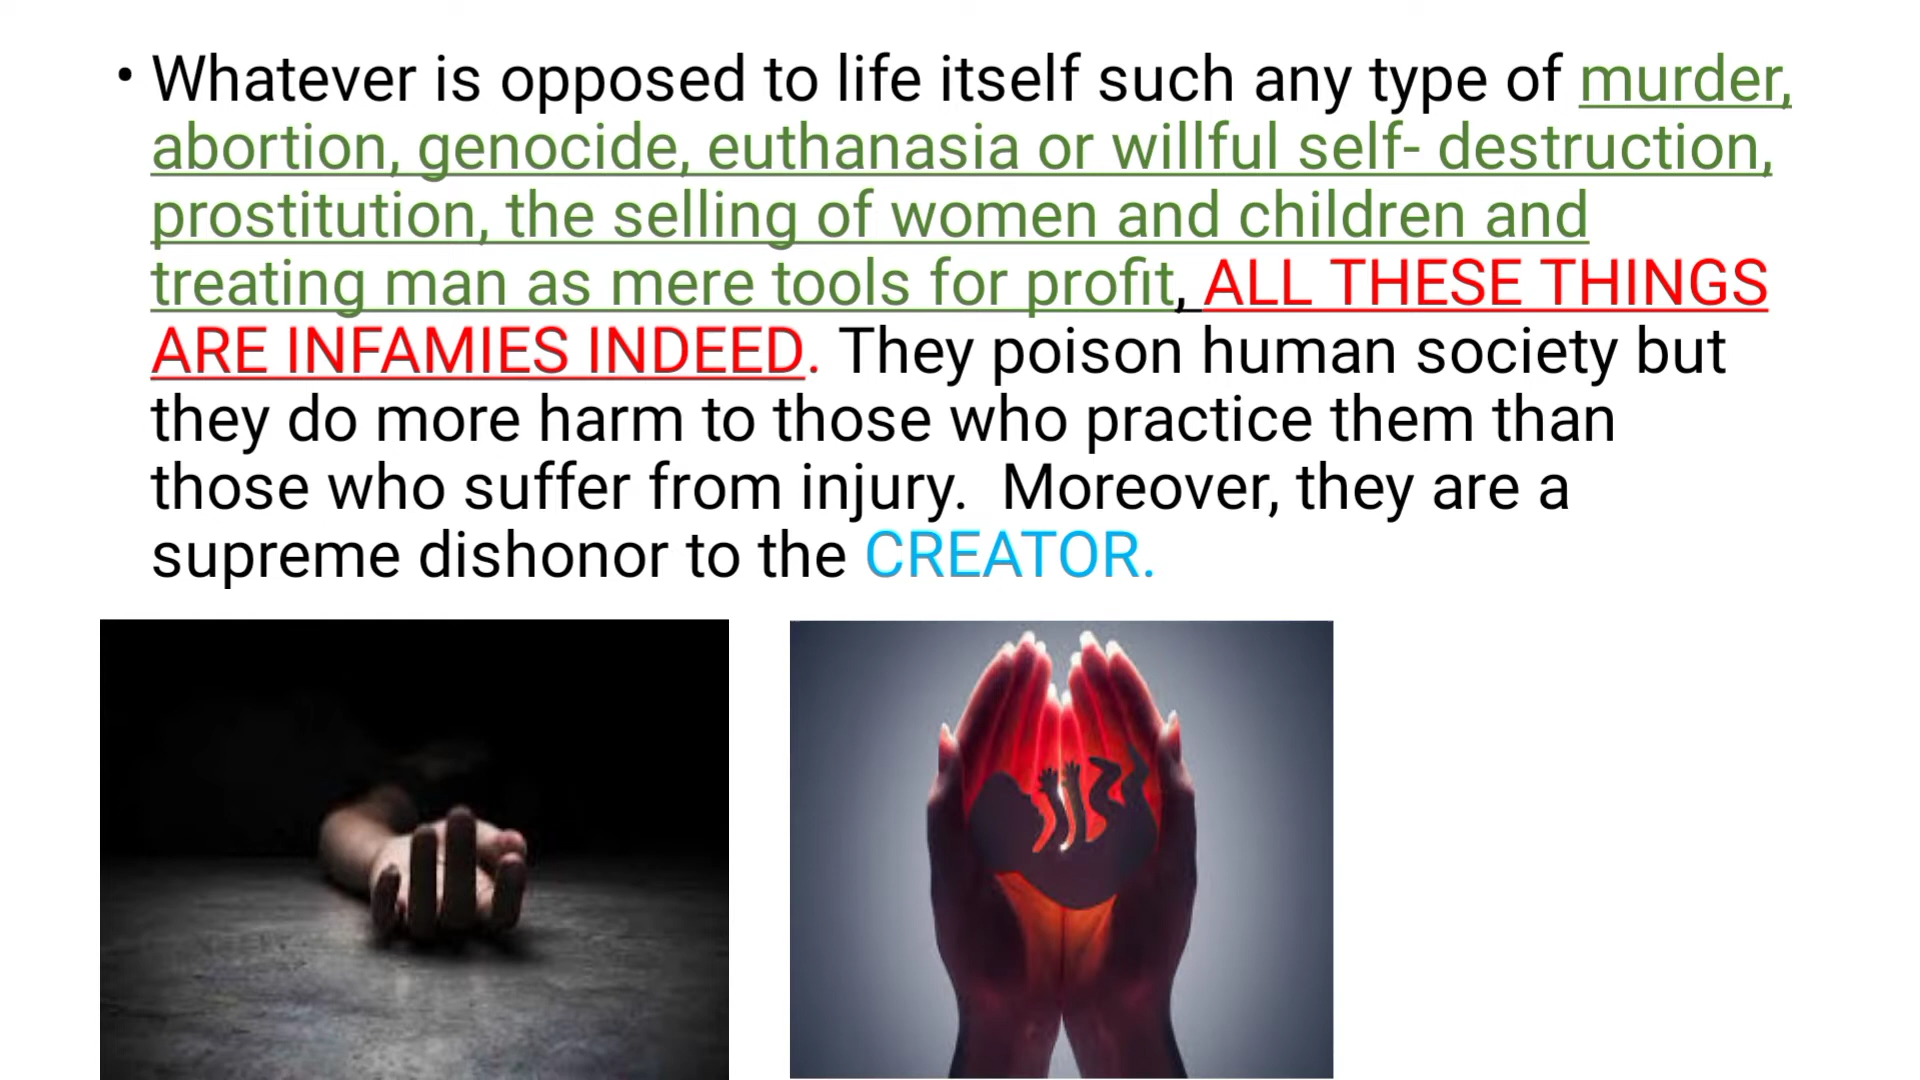 • Whatever is opposed to life itself such any type of murder,
abortion, genocide, euthanasia or willful self- destruction,
prostitution, the selling of women and children and
treating man as mere tools for profit, ALL THESE THINGS
ARE INFAMIES INDEED. They poison human society but
they do more harm to those who practice them than
those who suffer from injury.  Moreover, they are a
supreme dishonor to the CREATOR.